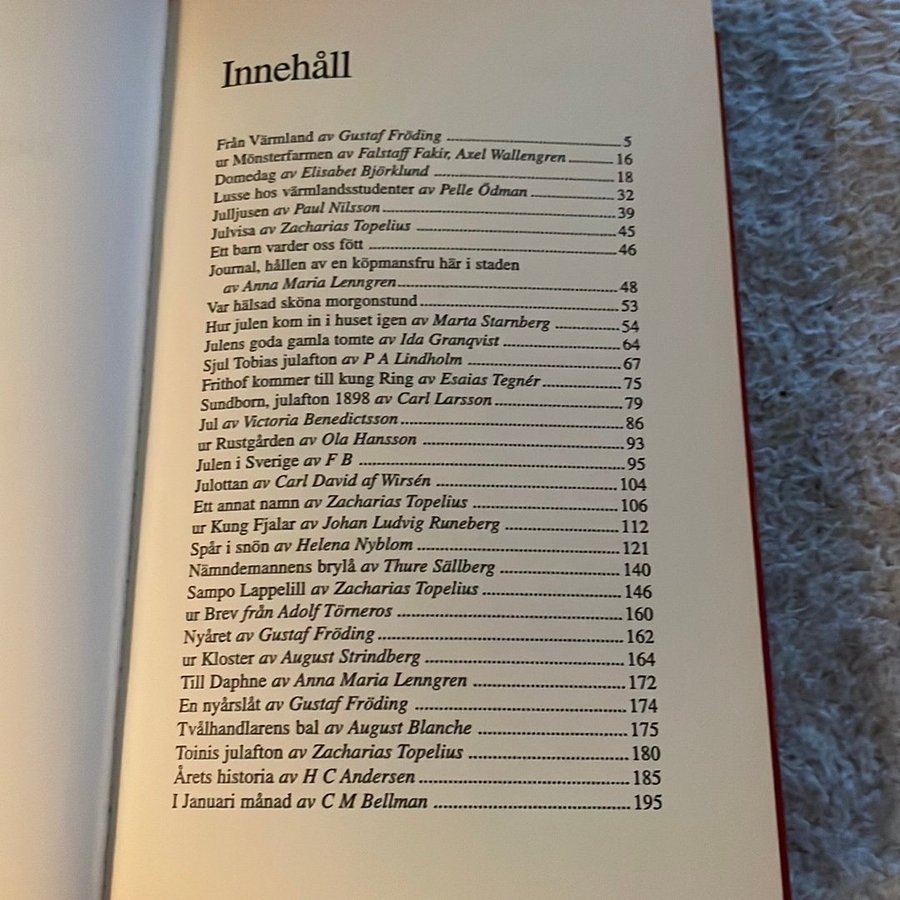 Innehåll
Från Värmland av Gustaf Fröding ........ 5
ur Mönsterfarmen av Falstaff Fakir, Axel Wallengren ........ 16
Domedag av Elisabet Björklund ........ 18
Lusse hos värmlandsstudenter av Pelle Ödman ........ 32
Julljusen av Paul Nilsson ........ 39
Julvisa av Zacharias Topelius ........ 45
Ett barn varder oss fött ........ 46
Journal, hållen av en köpmansfru här i staden
av Anna Maria Lenngren ........ 48
Var hälsad sköna morgonstund ........ 53
Hur julen kom in i huset igen av Marta Starnberg ........ 54
Julens goda gamla tomte av Ida Granqvist ........ 64
Sjul Tobias julafton av P A Lindholm ........ 67
Frithof kommer till kung Ring av Esaias Tegnér ........ 75
Sundborn, julafton 1898 av Carl Larsson ........ 79
Jul av Victoria Benedictsson ........ 86
ur Rustgården av Ola Hansson ........ 93
Julen i Sverige av F B ........ 95
Julottan av Carl David af Wirsén ........ 104
Ett annat namn av Zacharias Topelius ........ 106
ur Kung Fjalar av Johan Ludvig Runeberg ........ 112
Spår i snön av Helena Nyblom ........ 121
Nämndemannens brylå av Thure Sällberg ........ 140
Sampo Lappelill av Zacharias Topelius ........ 146
ur Brev från Adolf Törneros ........ 160
Nyåret av Gustaf Fröding ........ 162
ur Kloster av August Strindberg ........ 164
Till Daphne av Anna Maria Lenngren ........ 172
En nyårslåt av Gustaf Fröding ........ 174
Tvålhandlarens bal av August Blanche ........ 175
Toinis julafton av Zacharias Topelius ........ 180
Årets historia av H C Andersen ........ 185
I Januari månad av C M Bellman ........ 195